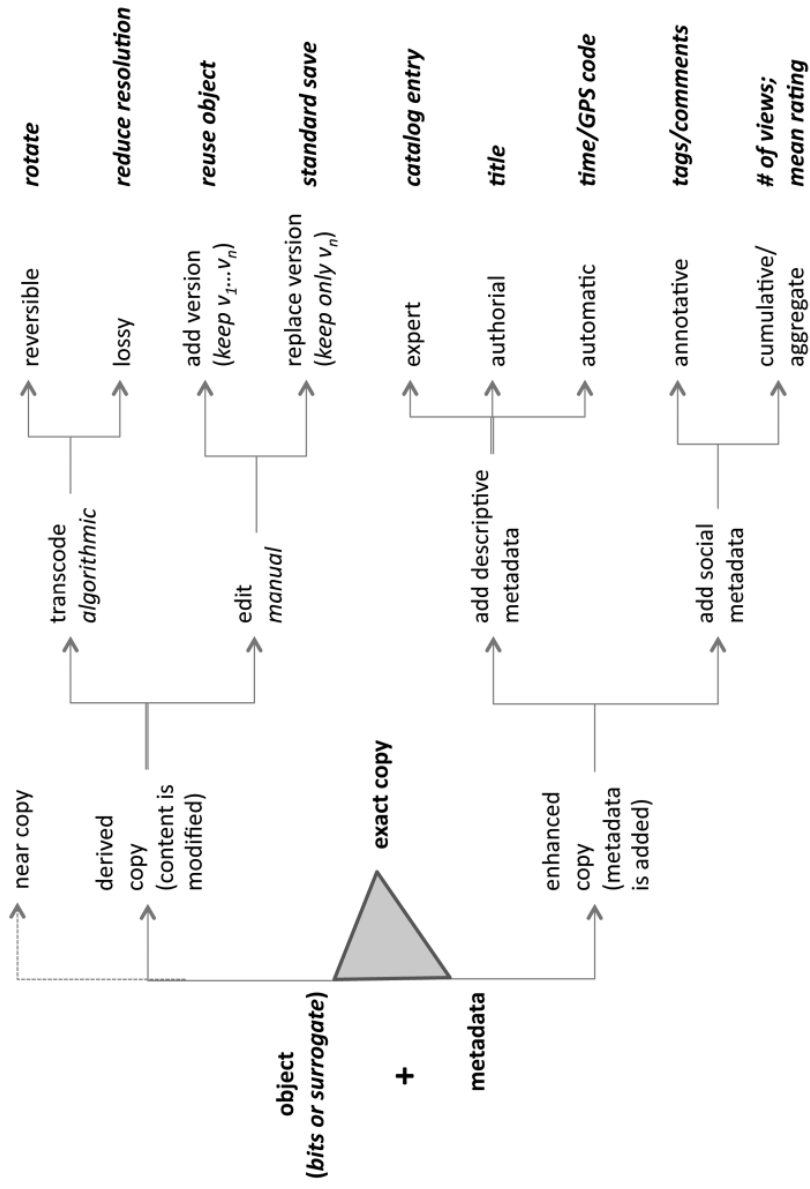 object
(bits or surrogate)
+
metadata
exact copy
near copy
derived
copy
(content is
modified)
enhanced
copy
(metadata
is added)
transcode
algorithmic
edit
manual
add descriptive
metadata
add social
metadata
reversible
lossy
add version
(keep v₁... vₙ)
replace version
(keep only vₙ)
expert
authorial
automatic
annotative
cumulative/
aggregate
rotate
reduce resolution
reuse object
standard save
catalog entry
title
time/GPS code
tags/comments
# of views;
mean rating